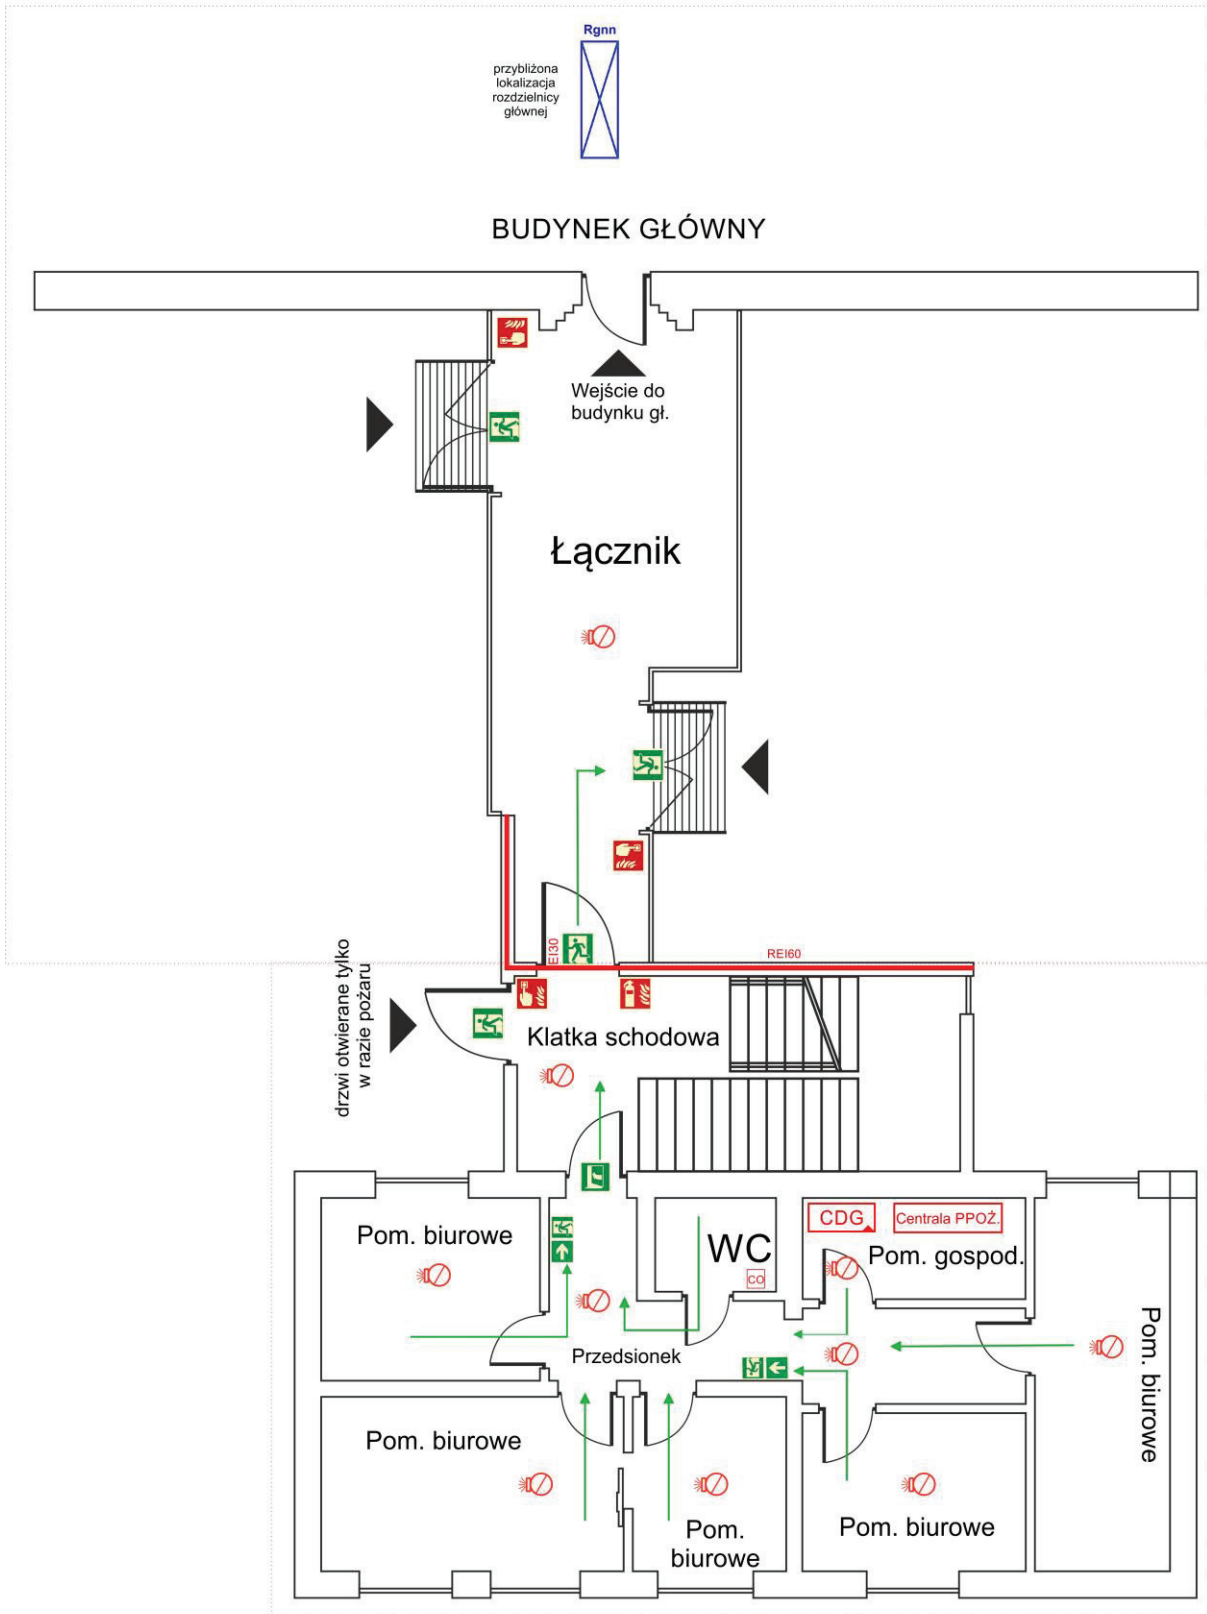 Rgnn
przybliżona
lokalizacja
rozdzielnicy
głównej
BUDYNEK GŁÓWNY
Wejście do
budynku gł.
Łącznik
EI30
REI60
drzwi otwierane tylko
w razie pożaru
Klatka schodowa
Pom. biurowe
WC
CO
CDG
Centrala PPOŻ.
Pom. gospod.
Przedsionek
Pom. biurowe
Pom. biurowe
Pom.
biurowe
Pom. biurowe